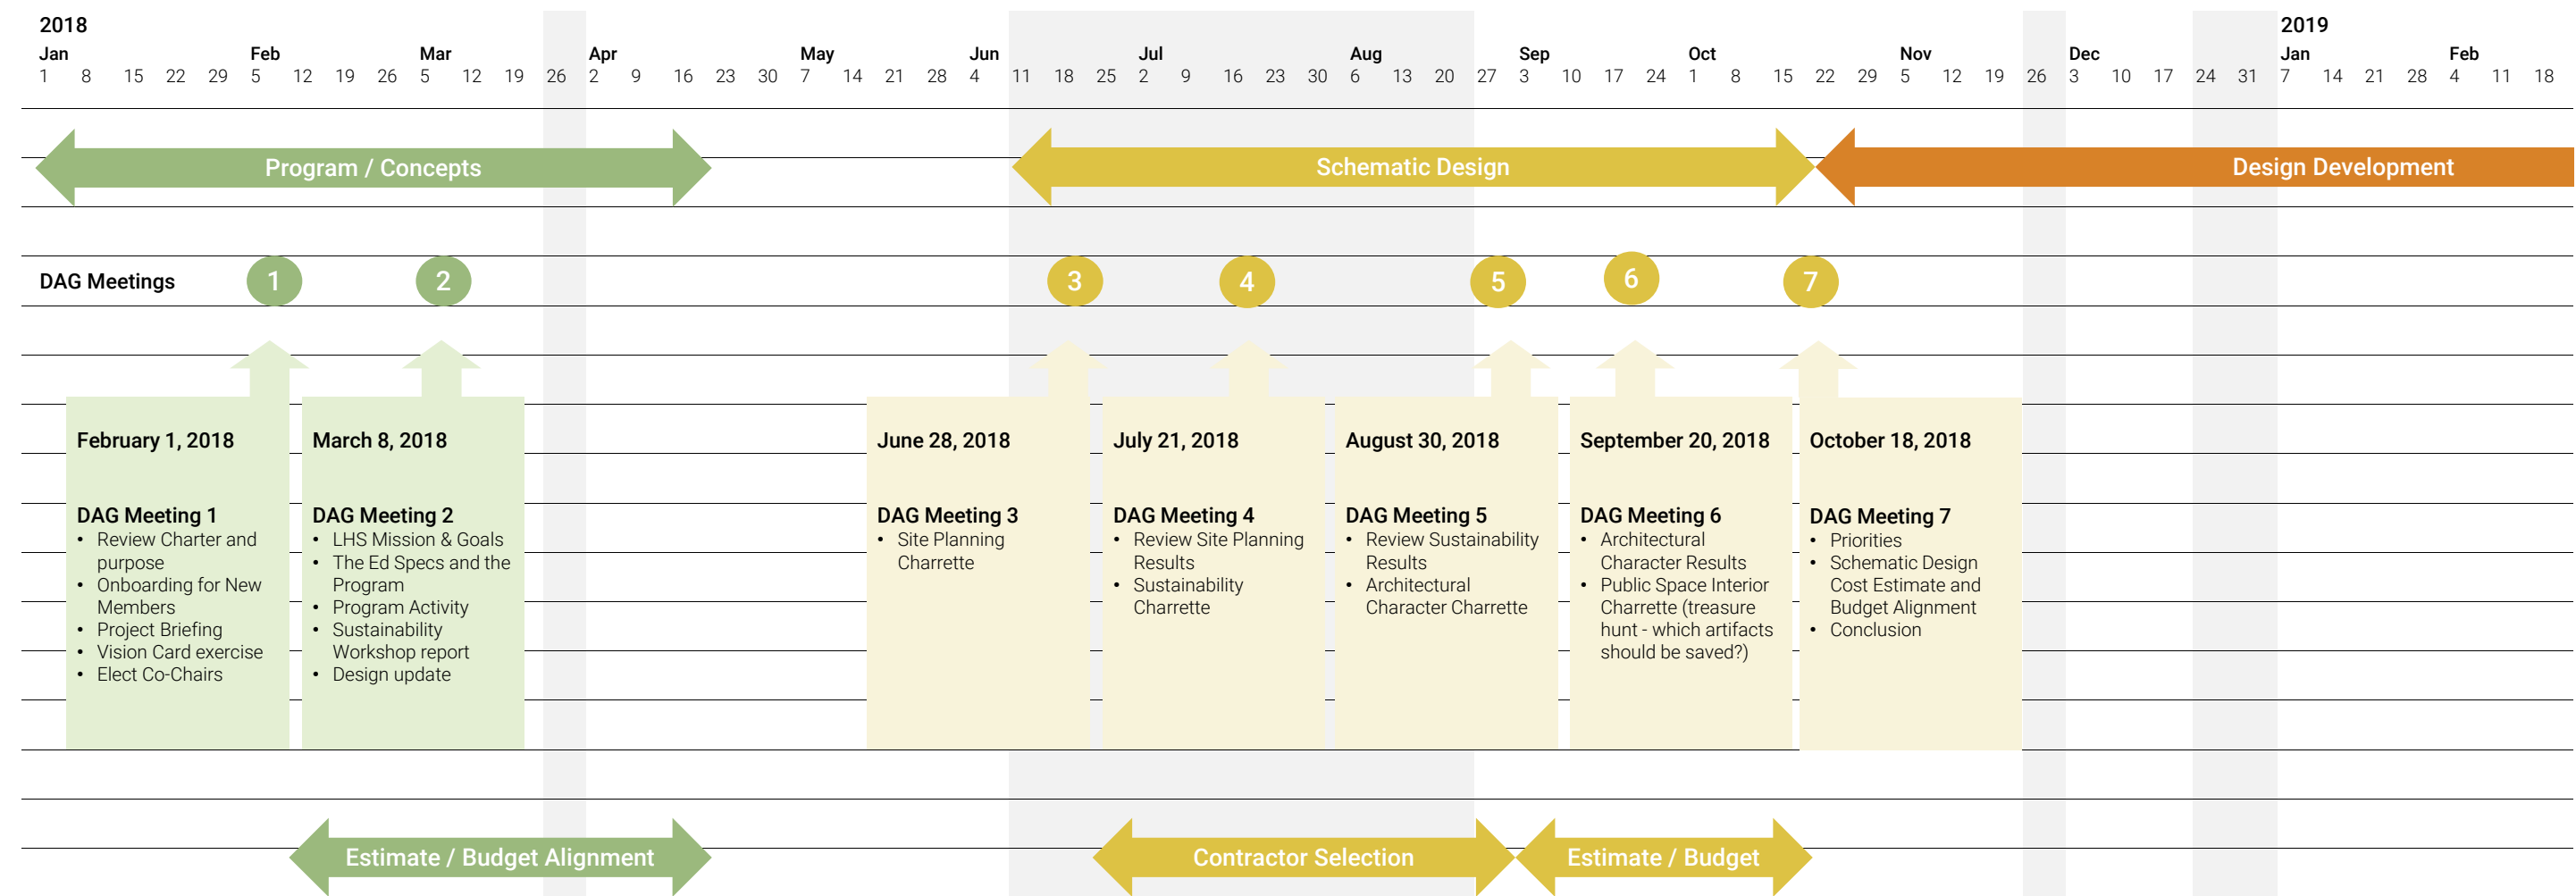 2018
2019
Jan Feb Mar Apr May Jun Jul Aug Sep Oct Nov Dec Jan Feb
1 8 15 22 29 5 12 19 26 5 12 19 26 2 9 16 23 30 7 14 21 28 4 11 18 25 2 9 16 23 30 6 13 20 27 3 10 17 24 1 8 15 22 29 5 12 19 26 3 10 17 24 31 7 14 21 28 4 11 18
Program / Concepts
Schematic Design
Design Development
DAG Meetings
1 2 3 4 5 6 7
February 1, 2018
DAG Meeting 1
• Review Charter and
purpose
• Onboarding for New
Members
• Project Briefing
• Vision Card exercise
• Elect Co-Chairs
March 8, 2018
DAG Meeting 2
• LHS Mission & Goals
• The Ed Specs and the
Program
• Program Activity
• Sustainability
Workshop report
• Design update
June 28, 2018
DAG Meeting 3
• Site Planning
Charrette
July 21, 2018
DAG Meeting 4
• Review Site Planning
Results
• Sustainability
Charrette
August 30, 2018
DAG Meeting 5
• Review Sustainability
Results
• Architectural
Character Charrette
September 20, 2018
DAG Meeting 6
• Architectural
Character Results
• Public Space Interior
Charrette (treasure
hunt - which artifacts
should be saved?)
October 18, 2018
DAG Meeting 7
• Priorities
• Schematic Design
Cost Estimate and
Budget Alignment
• Conclusion
Estimate / Budget Alignment
Contractor Selection
Estimate / Budget